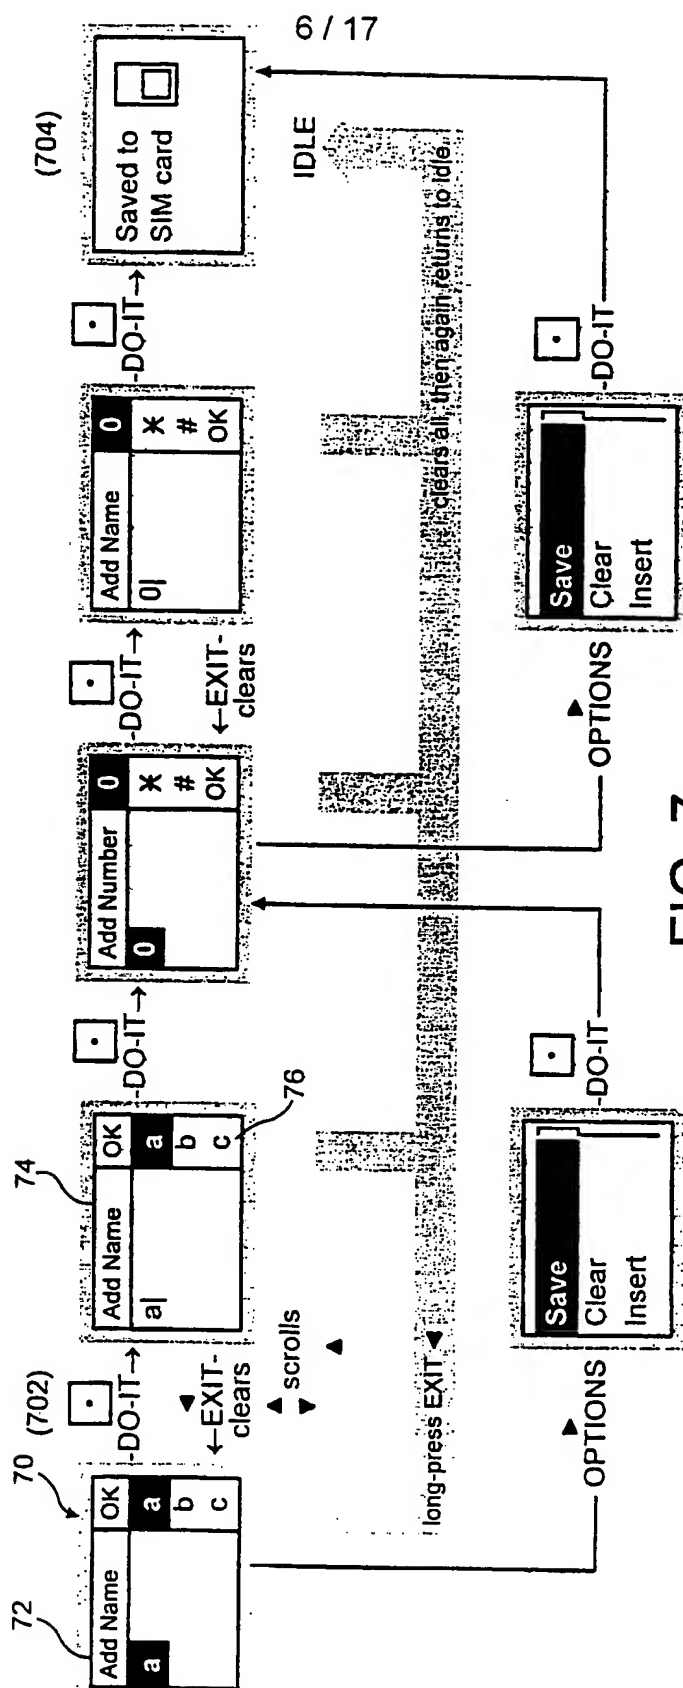 6 / 17
72
70
(702)
74
76
(704)
Add Name
OK
a
a
b
c
-DO-IT→
←EXIT-
clears
scrolls
Add Name
OK
a|
a
b
c
-DO-IT→
Add Number
0
0
*
#
OK
-DO-IT→
←EXIT-
clears
Add Name
0
0|
*
#
OK
-DO-IT→
Saved to
SIM card
IDLE
long-press EXIT
clears all, then again returns to Idle
OPTIONS
Save
Clear
Insert
-DO-IT
OPTIONS
Save
Clear
Insert
-DO-IT
FIG. 7